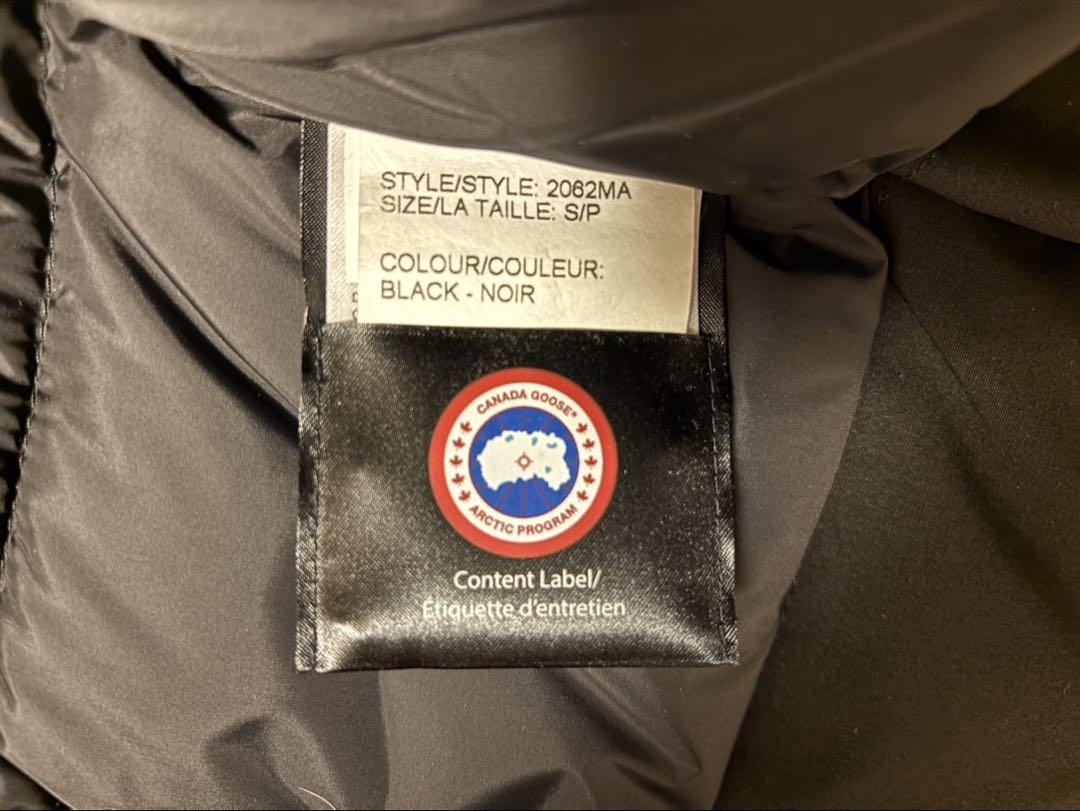 STYLE/STYLE: 2062MA
SIZE/LA TAILLE: S/P
COLOUR/COULEUR:
BLACK - NOIR
CANADA GOOSE®
ARCTIC PROGRAM
Content Label/
Étiquette d'entretien